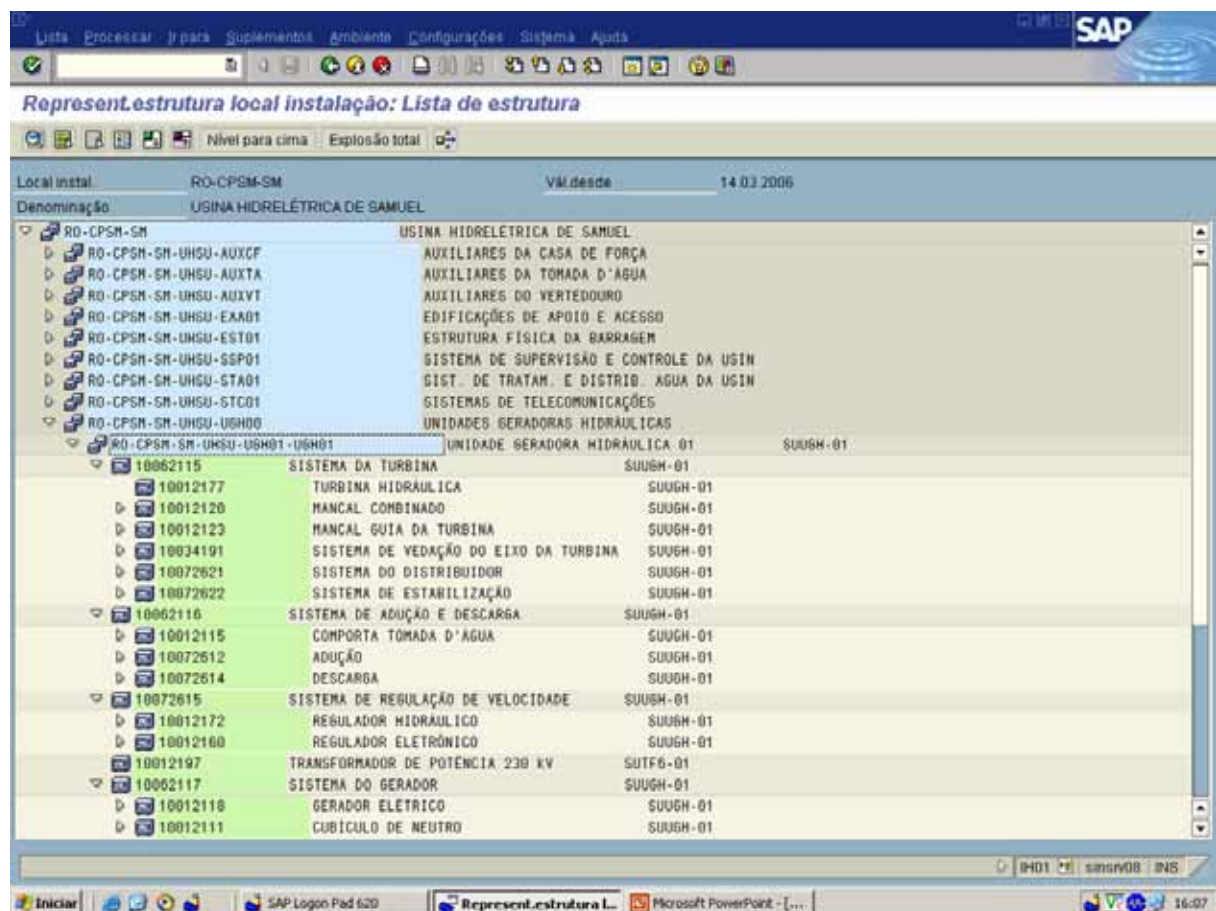 Lista Processar Ir para Suplementos Ambiente Configurações Sistema Ajuda
SAP
Represent.estrutura local instalação: Lista de estrutura
Nível para cima Explosão total
Local instal. RO-CPSM-SM Vál.desde 14.03.2006
Denominação USINA HIDRELÉTRICA DE SAMUEL
RO-CPSM-SM USINA HIDRELÉTRICA DE SAMUEL
RO-CPSM-SM-UHSU-AUXCF AUXILIARES DA CASA DE FORÇA
RO-CPSM-SM-UHSU-AUXTA AUXILIARES DA TOMADA D'AGUA
RO-CPSM-SM-UHSU-AUXVT AUXILIARES DO VERTEDOURO
RO-CPSM-SM-UHSU-EAA01 EDIFICAÇÕES DE APOIO E ACESSO
RO-CPSM-SM-UHSU-EST01 ESTRUTURA FÍSICA DA BARRAGEM
RO-CPSM-SM-UHSU-SSP01 SISTEMA DE SUPERVISÃO E CONTROLE DA USIN
RO-CPSM-SM-UHSU-STA01 SIST. DE TRATAM. E DISTRIB. AGUA DA USIN
RO-CPSM-SM-UHSU-STC01 SISTEMAS DE TELECOMUNICAÇÕES
RO-CPSM-SM-UHSU-UGH00 UNIDADES GERADORAS HIDRÁULICAS
RO-CPSM-SM-UHSU-UGH01-UGH01 UNIDADE GERADORA HIDRÁULICA 01 SUUGH-01
10062115 SISTEMA DA TURBINA SUUGH-01
10012177 TURBINA HIDRÁULICA SUUGH-01
10012120 MANCAL COMBINADO SUUGH-01
10012123 MANCAL GUIA DA TURBINA SUUGH-01
10034191 SISTEMA DE VEDAÇÃO DO EIXO DA TURBINA SUUGH-01
10072621 SISTEMA DO DISTRIBUIDOR SUUGH-01
10072622 SISTEMA DE ESTABILIZAÇÃO SUUGH-01
10062116 SISTEMA DE ADUÇÃO E DESCARGA SUUGH-01
10012115 COMPORTA TOMADA D'ÁGUA SUUGH-01
10072612 ADUÇÃO SUUGH-01
10072614 DESCARGA SUUGH-01
10072615 SISTEMA DE REGULAÇÃO DE VELOCIDADE SUUGH-01
10012172 REGULADOR HIDRÁULICO SUUGH-01
10012160 REGULADOR ELETRÔNICO SUUGH-01
10012197 TRANSFORMADOR DE POTÊNCIA 230 kV SUTF6-01
10062117 SISTEMA DO GERADOR SUUGH-01
10012118 GERADOR ELÉTRICO SUUGH-01
10012111 CUBÍCULO DE NEUTRO SUUGH-01
IH01 sinsrv08 INS
Iniciar SAP Logon Pad 620 Represent.estrutura l... Microsoft PowerPoint - [... 16:07